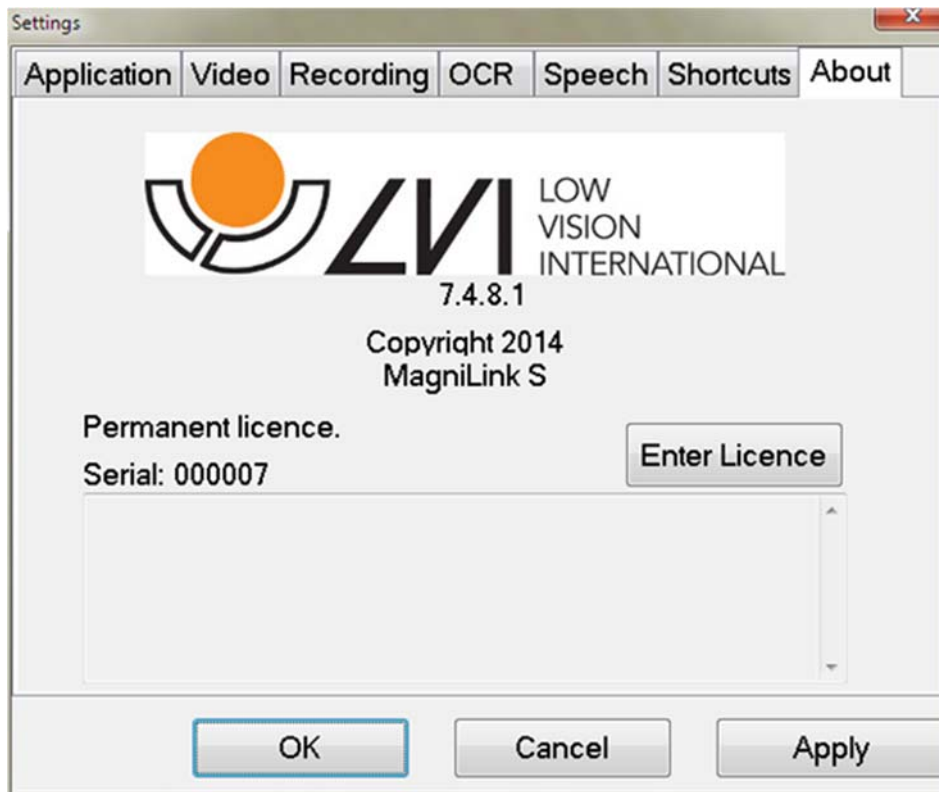 Settings
Application Video Recording OCR Speech Shortcuts About
LVI
LOW
VISION
INTERNATIONAL
7.4.8.1
Copyright 2014
MagniLink S
Permanent licence.
Enter Licence
Serial: 000007
OK Cancel Apply